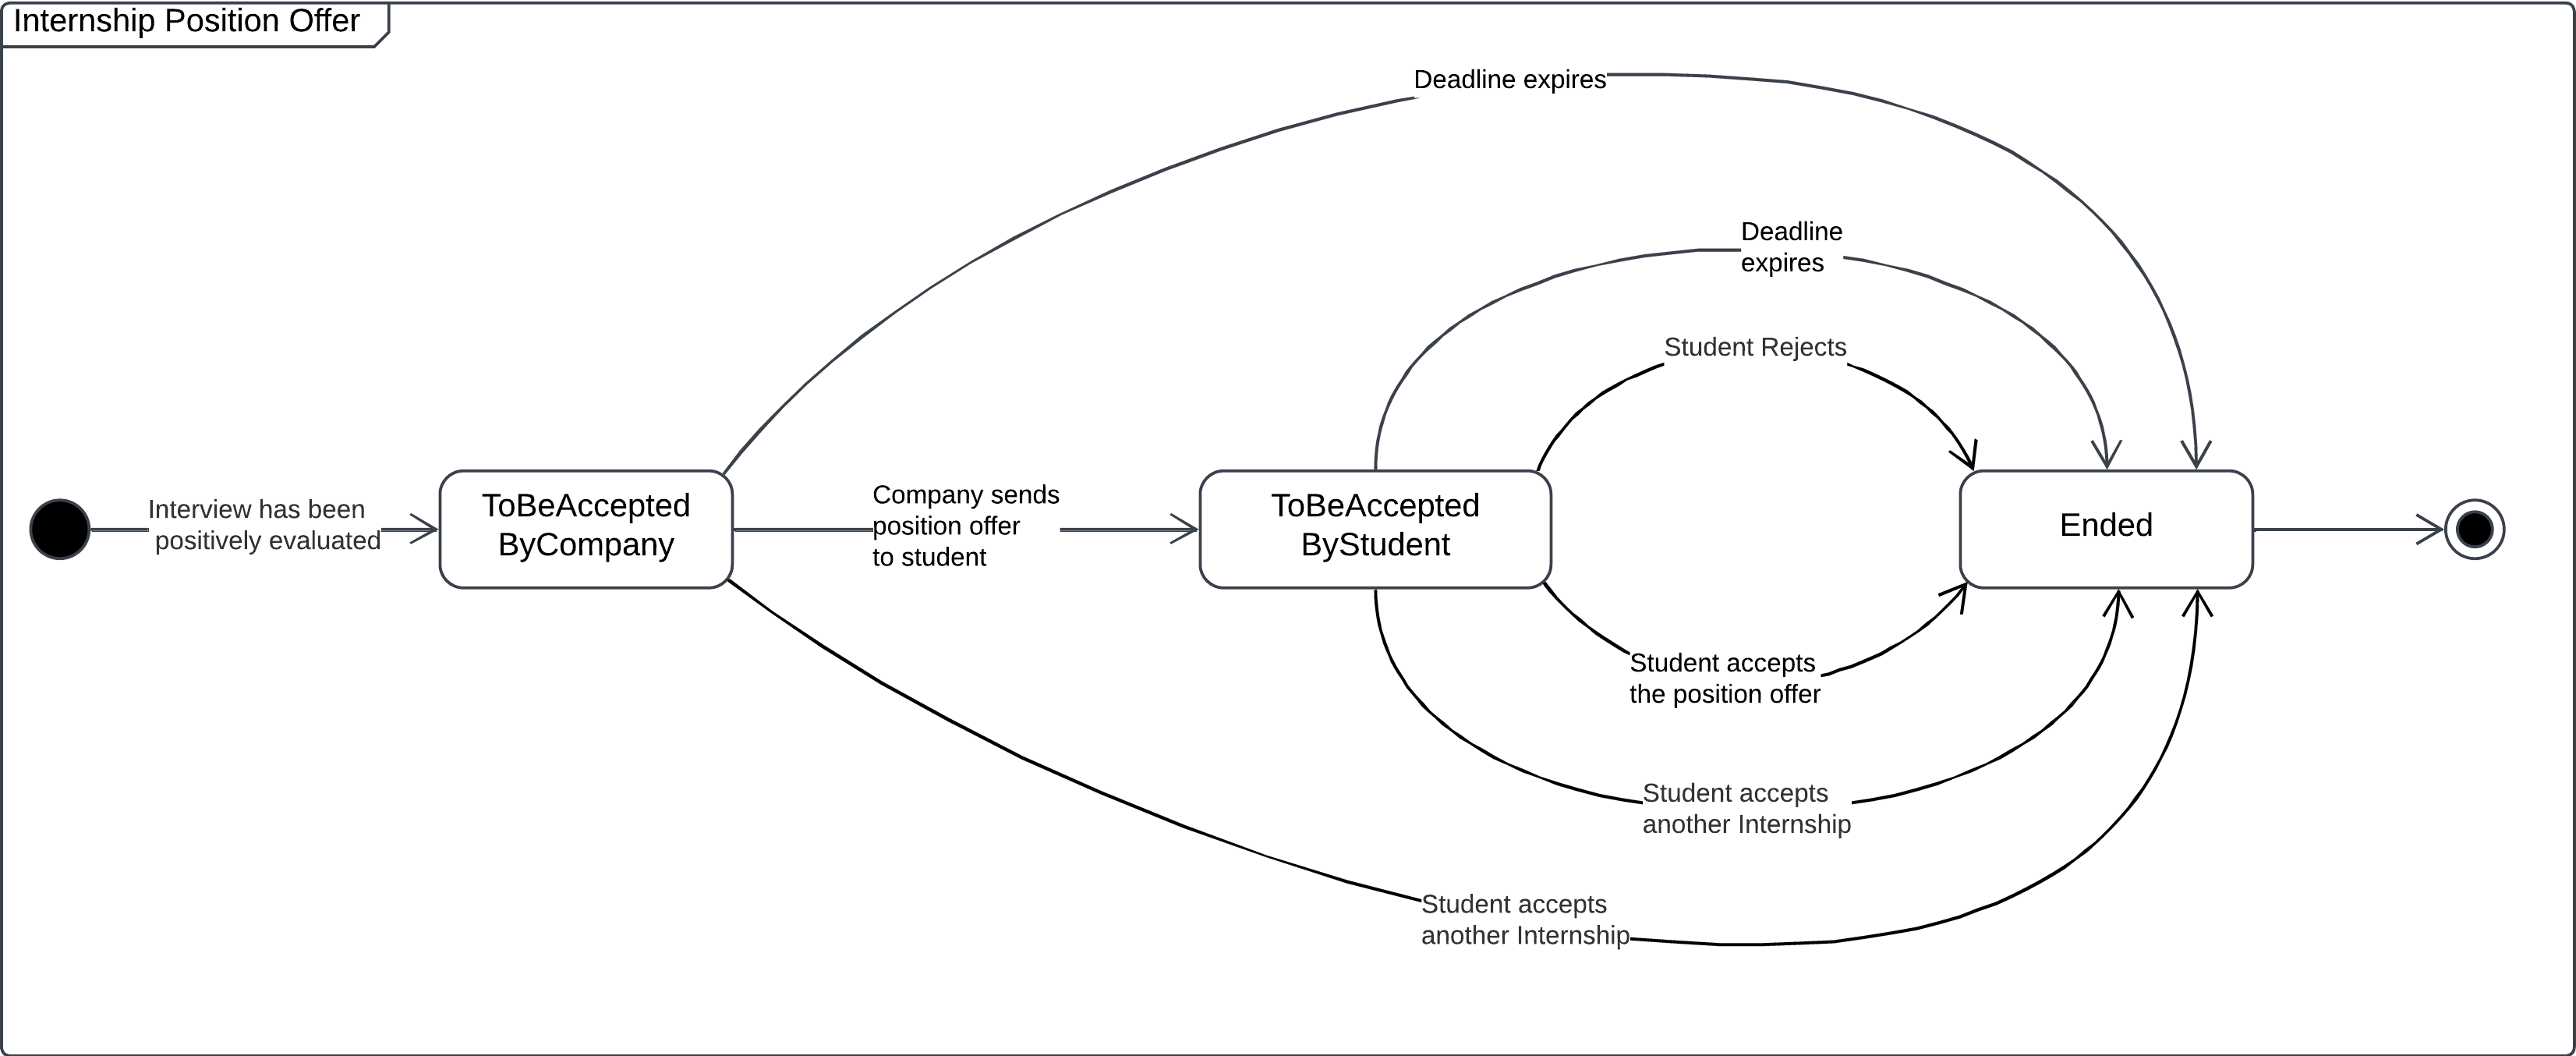 Internship Position Offer
Deadline expires
Deadline
expires
Student Rejects
Interview has been
positively evaluated
ToBeAccepted
ByCompany
Company sends
position offer
to student
ToBeAccepted
ByStudent
Ended
Student accepts
the position offer
Student accepts
another Internship
Student accepts
another Internship